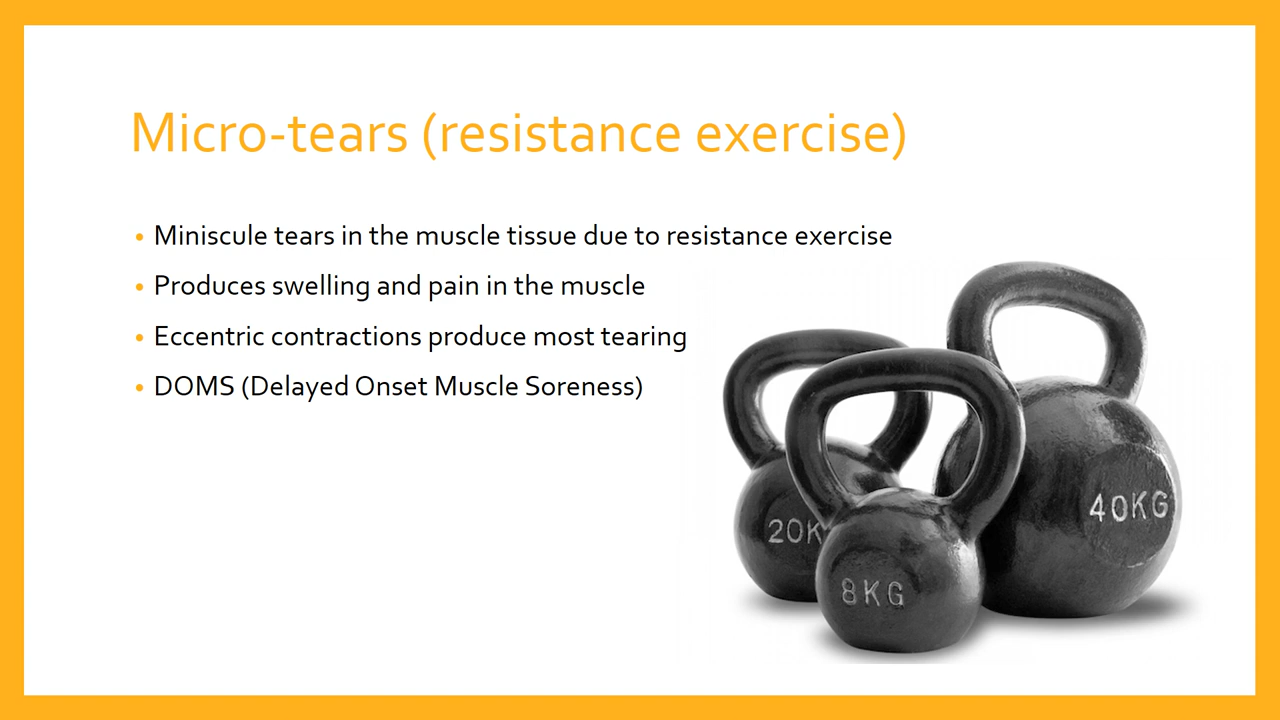 Micro-tears (resistance exercise)
• Miniscule tears in the muscle tissue due to resistance exercise
• Produces swelling and pain in the muscle
• Eccentric contractions produce most tearing
• DOMS (Delayed Onset Muscle Soreness)
20K
8KG
40KG